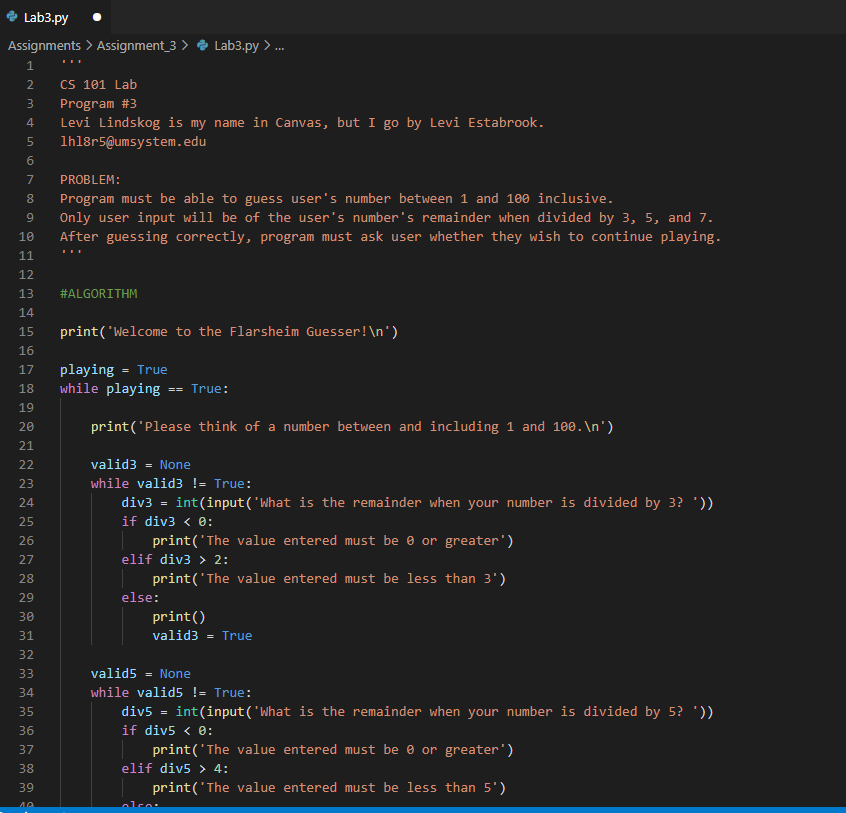 Lab3.py
Assignments > Assignment_3 > Lab3.py > ...
1 '''
2 CS 101 Lab
3 Program #3
4 Levi Lindskog is my name in Canvas, but I go by Levi Estabrook.
5 lhl8r5@umsystem.edu
6
7 PROBLEM:
8 Program must be able to guess user's number between 1 and 100 inclusive.
9 Only user input will be of the user's number's remainder when divided by 3, 5, and 7.
10 After guessing correctly, program must ask user whether they wish to continue playing.
11 '''
12
13 #ALGORITHM
14
15 print('Welcome to the Flarsheim Guesser!\n')
16
17 playing = True
18 while playing == True:
19
20     print('Please think of a number between and including 1 and 100.\n')
21
22     valid3 = None
23     while valid3 != True:
24         div3 = int(input('What is the remainder when your number is divided by 3? '))
25         if div3 < 0:
26             print('The value entered must be 0 or greater')
27         elif div3 > 2:
28             print('The value entered must be less than 3')
29         else:
30             print()
31             valid3 = True
32
33     valid5 = None
34     while valid5 != True:
35         div5 = int(input('What is the remainder when your number is divided by 5? '))
36         if div5 < 0:
37             print('The value entered must be 0 or greater')
38         elif div5 > 4:
39             print('The value entered must be less than 5')
40         else: